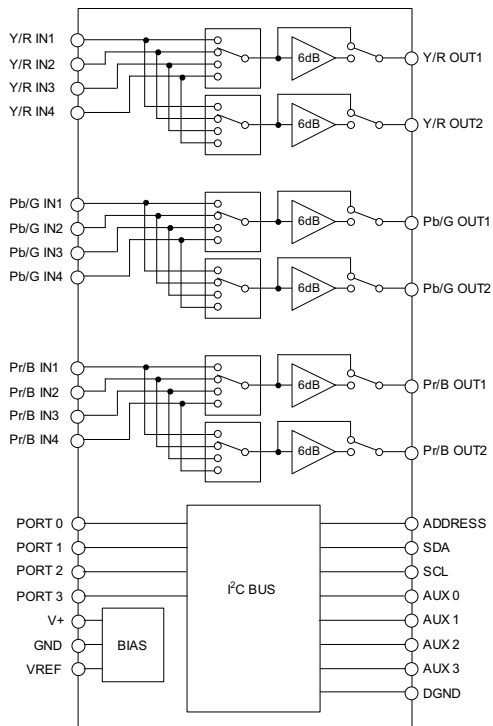 Y/R IN1
Y/R IN2
Y/R IN3
Y/R IN4
6dB
Y/R OUT1
6dB
Y/R OUT2
Pb/G IN1
Pb/G IN2
Pb/G IN3
Pb/G IN4
6dB
Pb/G OUT1
6dB
Pb/G OUT2
Pr/B IN1
Pr/B IN2
Pr/B IN3
Pr/B IN4
6dB
Pr/B OUT1
6dB
Pr/B OUT2
PORT 0
PORT 1
PORT 2
PORT 3
V+
GND
VREF
BIAS
I²C BUS
ADDRESS
SDA
SCL
AUX 0
AUX 1
AUX 2
AUX 3
DGND